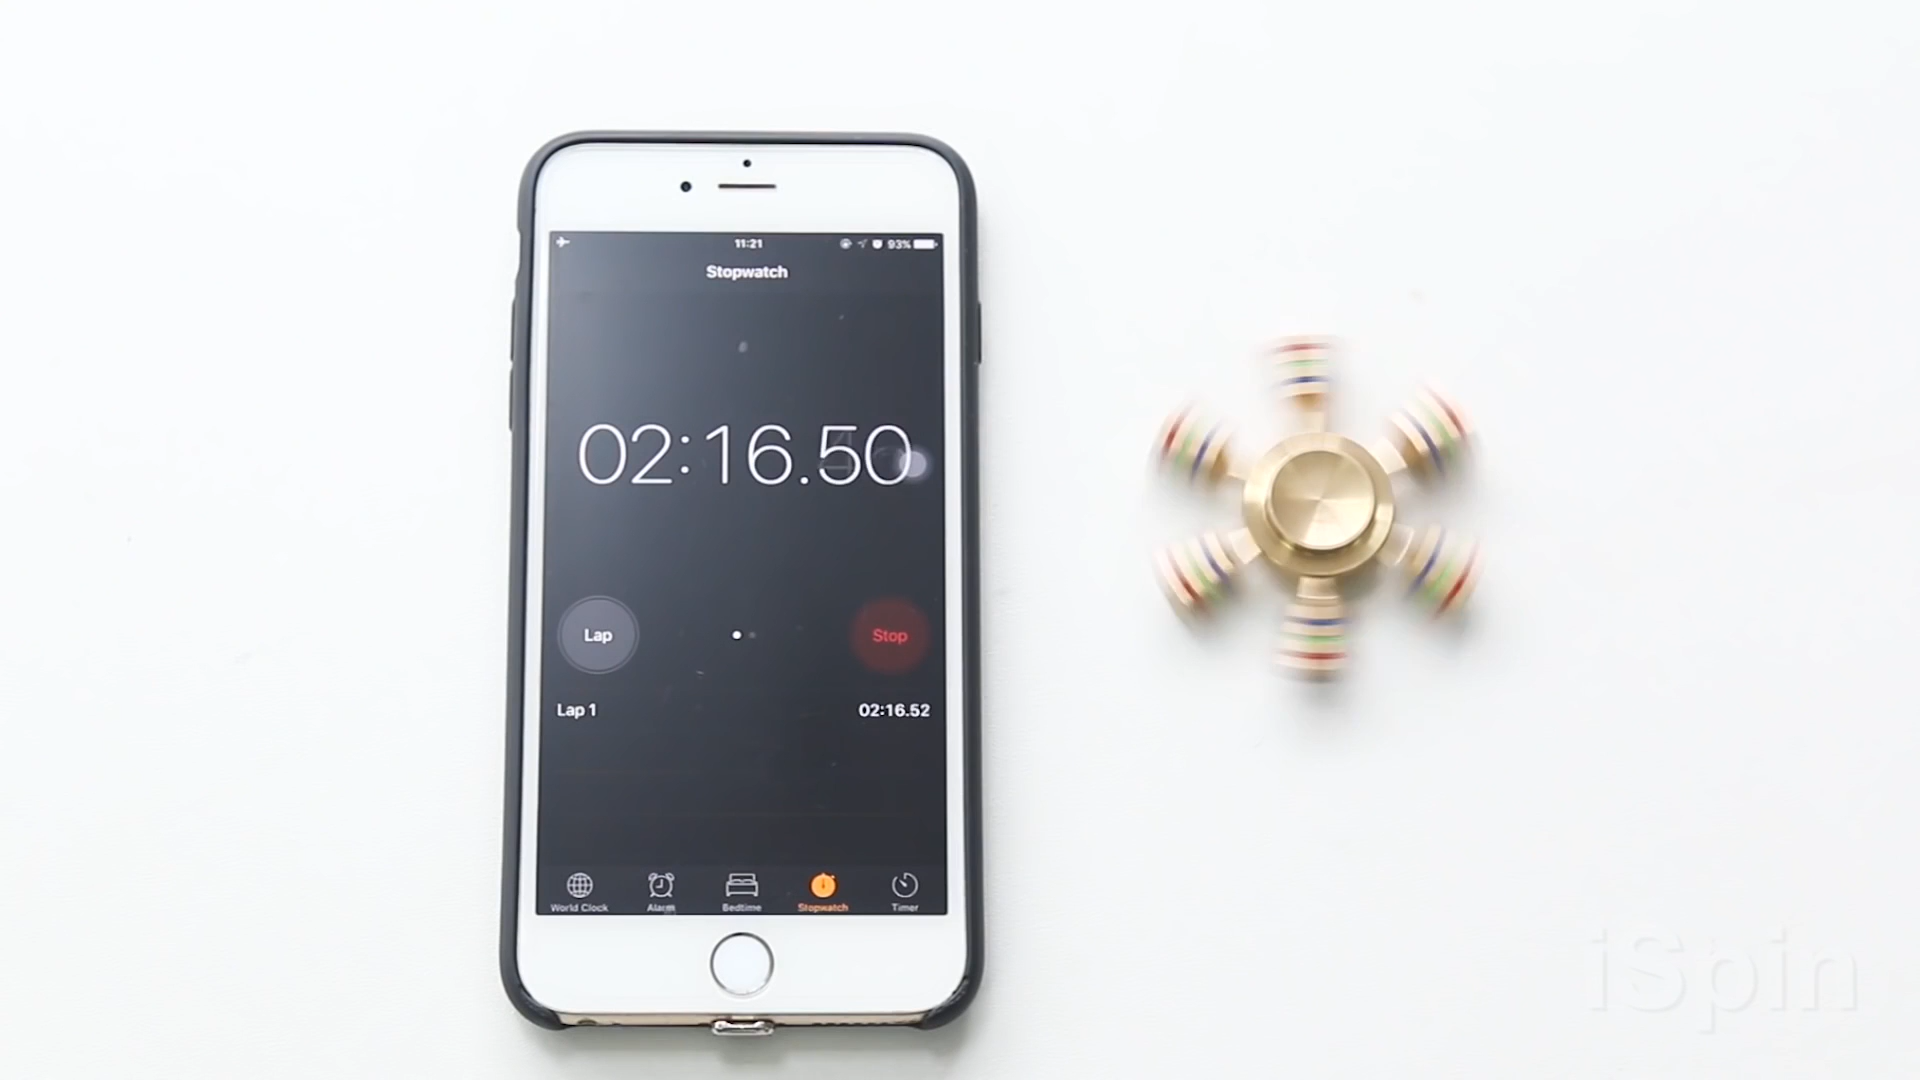 11:21 93%
Stopwatch
02:16.50
Lap Stop
Lap 1 02:16.52
World Clock Alarm Bedtime Stopwatch Timer
iSpin